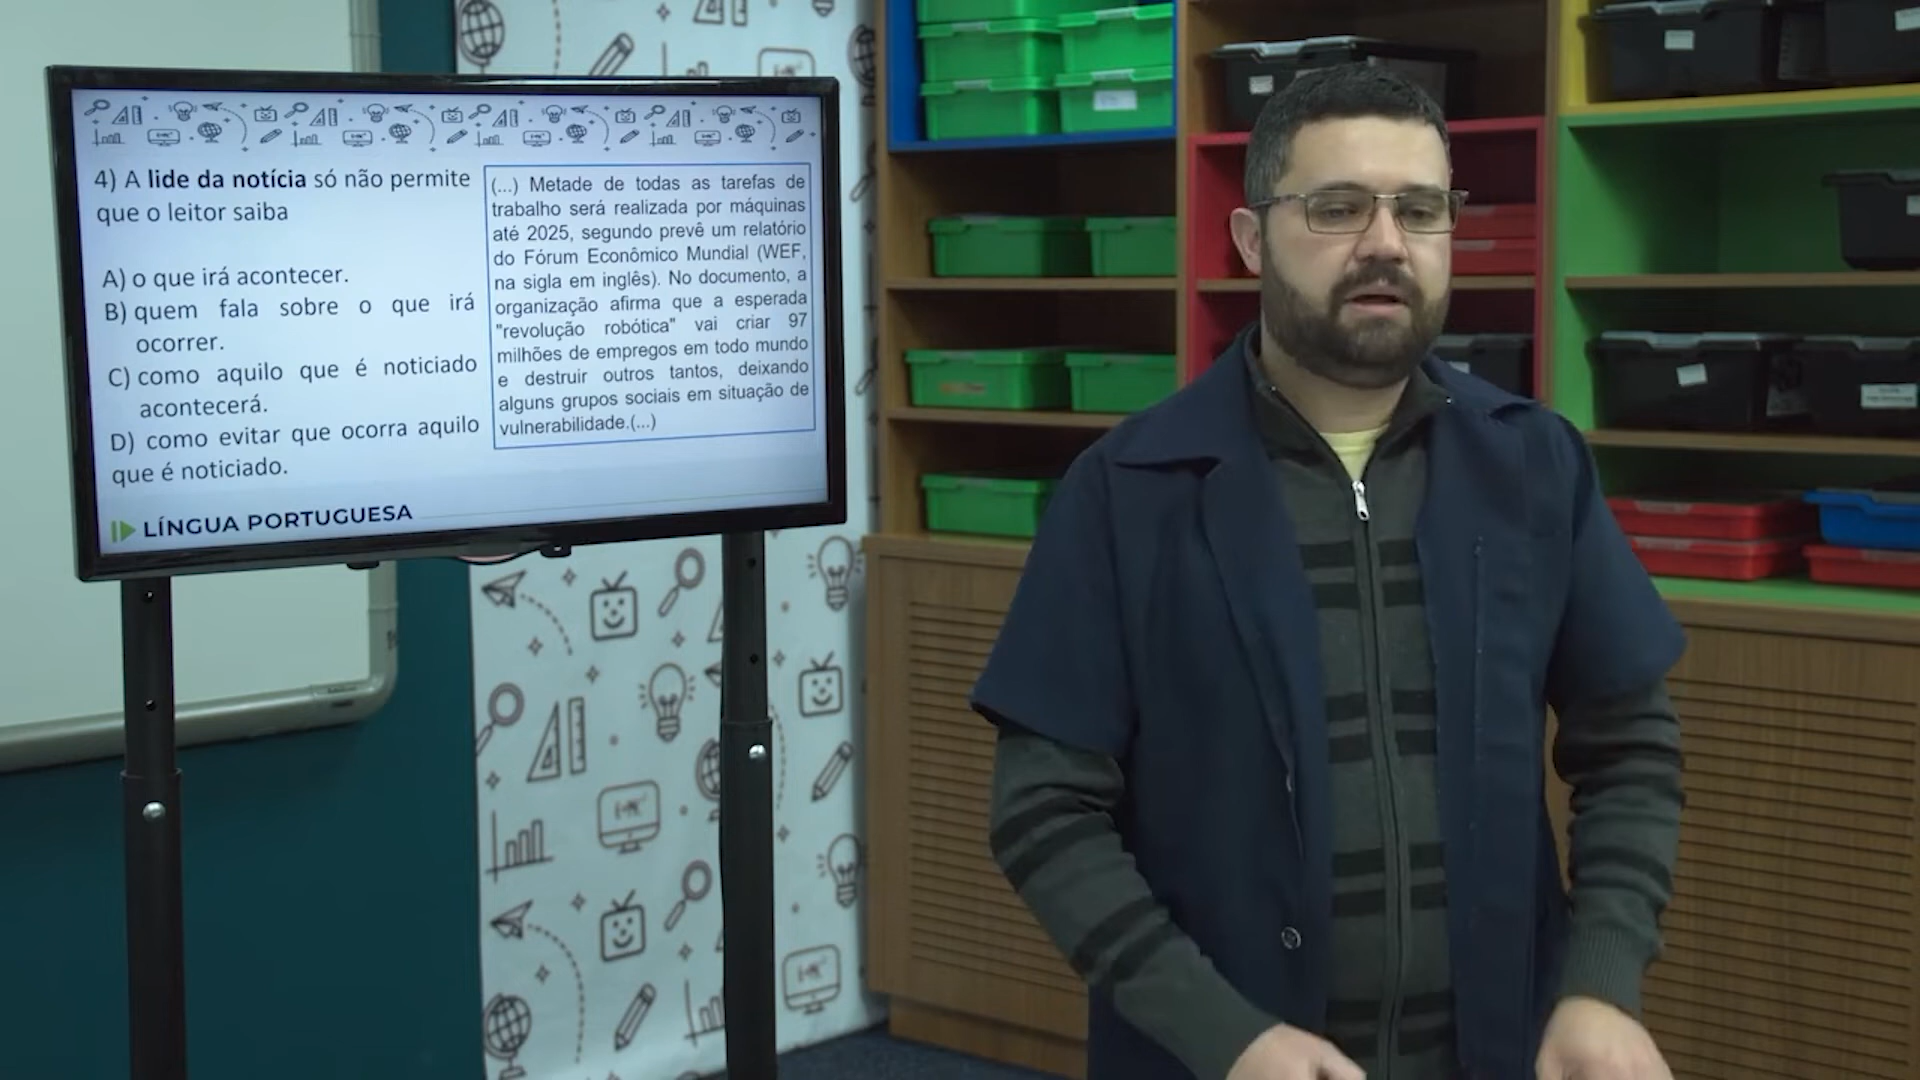 4) A lide da notícia só não permite
que o leitor saiba
A) o que irá acontecer.
B) quem fala sobre o que irá
ocorrer.
C) como aquilo que é noticiado
acontecerá.
D) como evitar que ocorra aquilo
que é noticiado.
(...) Metade de todas as tarefas de
trabalho será realizada por máquinas
até 2025, segundo prevê um relatório
do Fórum Econômico Mundial (WEF,
na sigla em inglês). No documento, a
organização afirma que a esperada
"revolução robótica" vai criar 97
milhões de empregos em todo mundo
e destruir outros tantos, deixando
alguns grupos sociais em situação de
vulnerabilidade.(...)
LÍNGUA PORTUGUESA